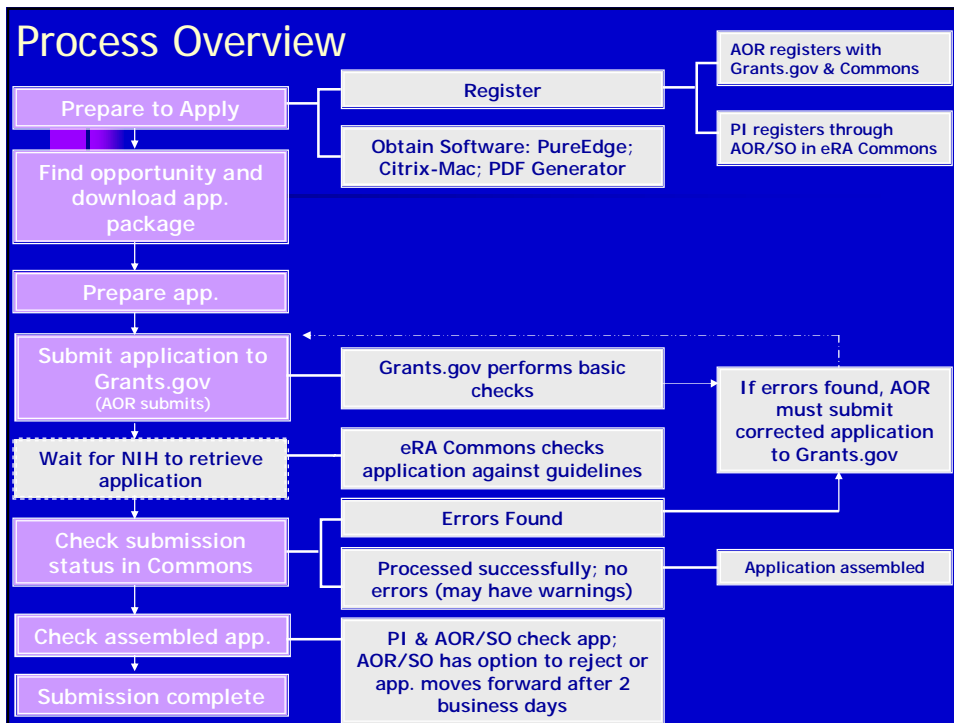 Process Overview
Prepare to Apply
Register
AOR registers with
Grants.gov & Commons
PI registers through
AOR/SO in eRA Commons
Obtain Software: PureEdge;
Citrix-Mac; PDF Generator
Find opportunity and
download app.
package
Prepare app.
Submit application to
Grants.gov
(AOR submits)
Grants.gov performs basic
checks
If errors found, AOR
must submit
corrected application
to Grants.gov
Wait for NIH to retrieve
application
eRA Commons checks
application against guidelines
Check submission
status in Commons
Errors Found
Processed successfully; no
errors (may have warnings)
Application assembled
Check assembled app.
PI & AOR/SO check app;
AOR/SO has option to reject or
app. moves forward after 2
business days
Submission complete